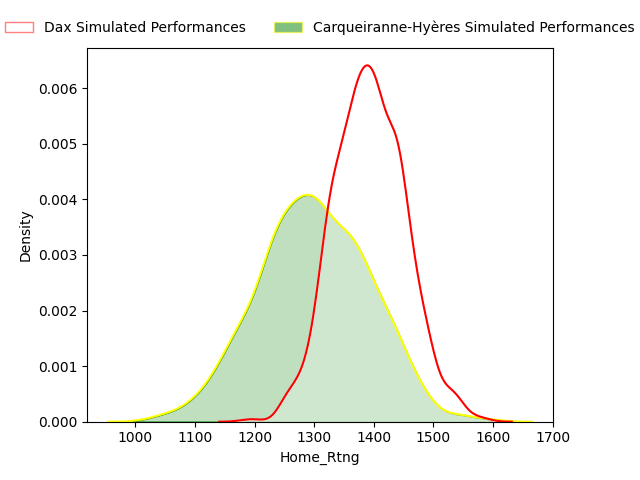 Dax Simulated Performances Carqueiranne-Hyères Simulated Performances
0.006
0.005
0.004
0.003
0.002
0.001
0.000
Density
1000 1100 1200 1300 1400 1500 1600 1700
Home_Rtng